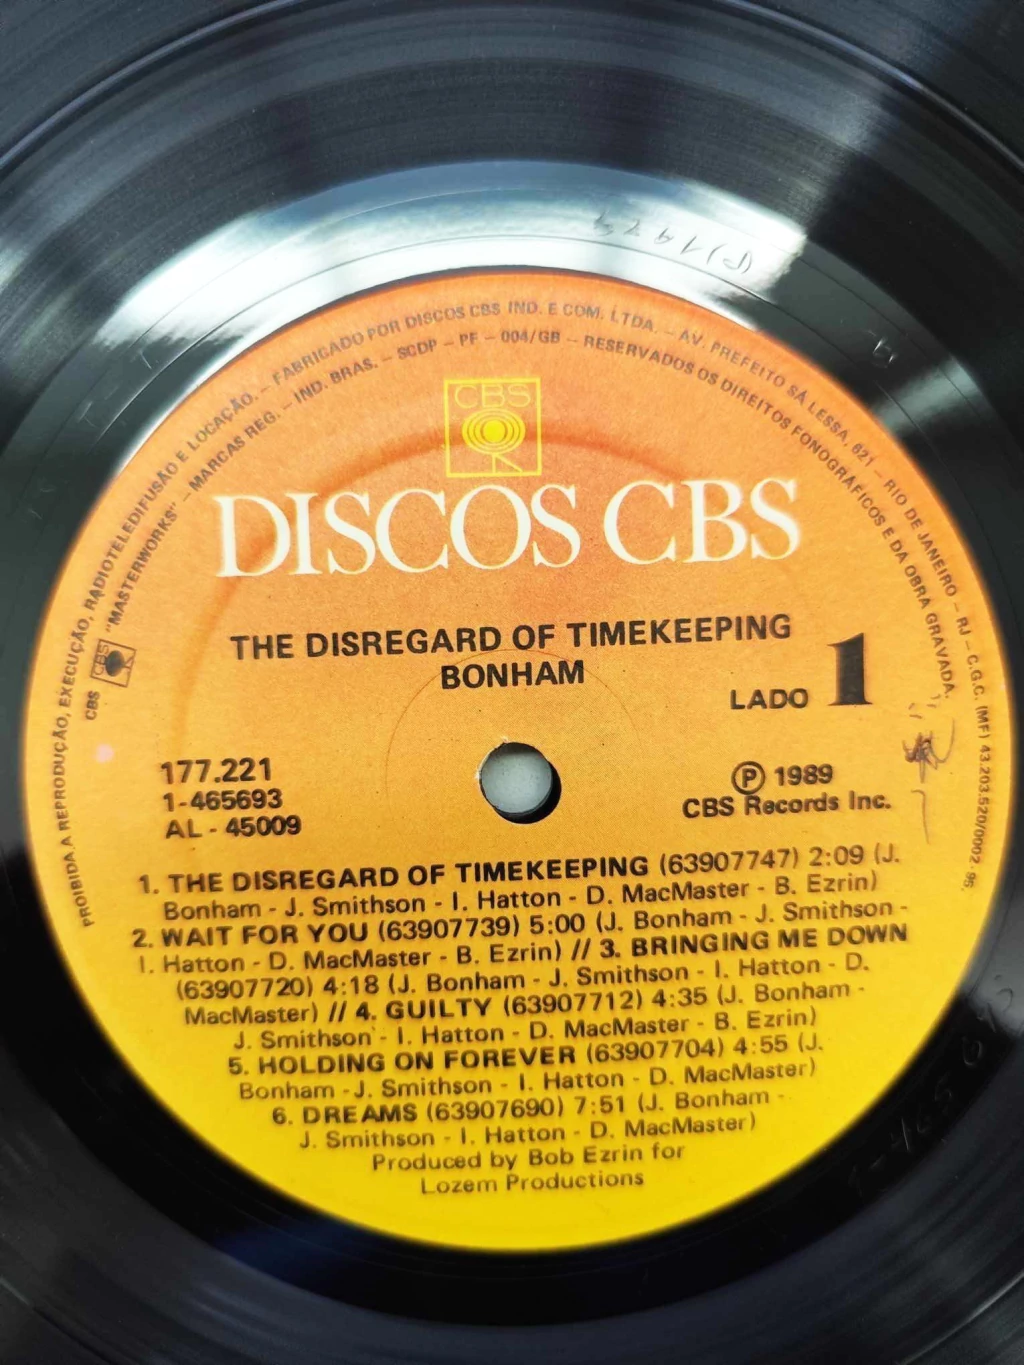 PROIBIDA A REPRODUÇÃO, EXECUÇÃO, RADIOTELEDIFUSÃO E LOCAÇÃO. – FABRICADO POR DISCOS CBS IND. E COM. LTDA. – AV. PREFEITO SÁ LESSA, 621 – RIO DE JANEIRO – RJ – C.G.C. (MF) 43.203.520/0002-95.
CBS CBS "MASTERWORKS" – MARCAS REG. – IND. BRAS. – SCDP – PF – 004/GB – RESERVADOS OS DIREITOS FONOGRÁFICOS E DA OBRA GRAVADA.
CBS
DISCOS CBS
THE DISREGARD OF TIMEKEEPING
BONHAM
LADO 1
177.221
1-465693
AL - 45009
Ⓟ 1989
CBS Records Inc.
1. THE DISREGARD OF TIMEKEEPING (63907747) 2:09 (J.
Bonham - J. Smithson - I. Hatton - D. MacMaster - B. Ezrin)
2. WAIT FOR YOU (63907739) 5:00 (J. Bonham - J. Smithson -
I. Hatton - D. MacMaster - B. Ezrin) // 3. BRINGING ME DOWN
(63907720) 4:18 (J. Bonham - J. Smithson - I. Hatton - D.
MacMaster) // 4. GUILTY (63907712) 4:35 (J. Bonham -
J. Smithson - I. Hatton - D. MacMaster - B. Ezrin)
5. HOLDING ON FOREVER (63907704) 4:55 (J.
Bonham - J. Smithson - I. Hatton - D. MacMaster)
6. DREAMS (63907690) 7:51 (J. Bonham -
J. Smithson - I. Hatton - D. MacMaster)
Produced by Bob Ezrin for
Lozem Productions